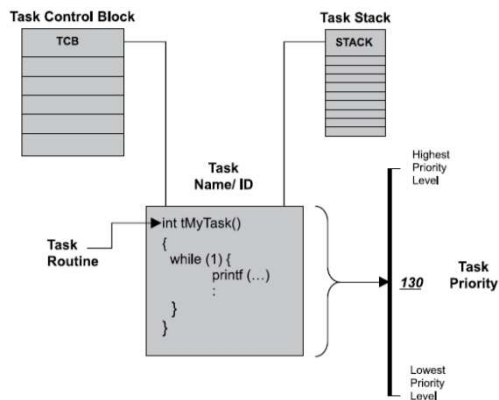 Task Control Block
TCB
Task Stack
STACK
Task
Name/ ID
Task
Routine
int tMyTask()
{
while (1) {
printf (...)
:
}
}
Highest
Priority
Level
130
Task
Priority
Lowest
Priority
Level